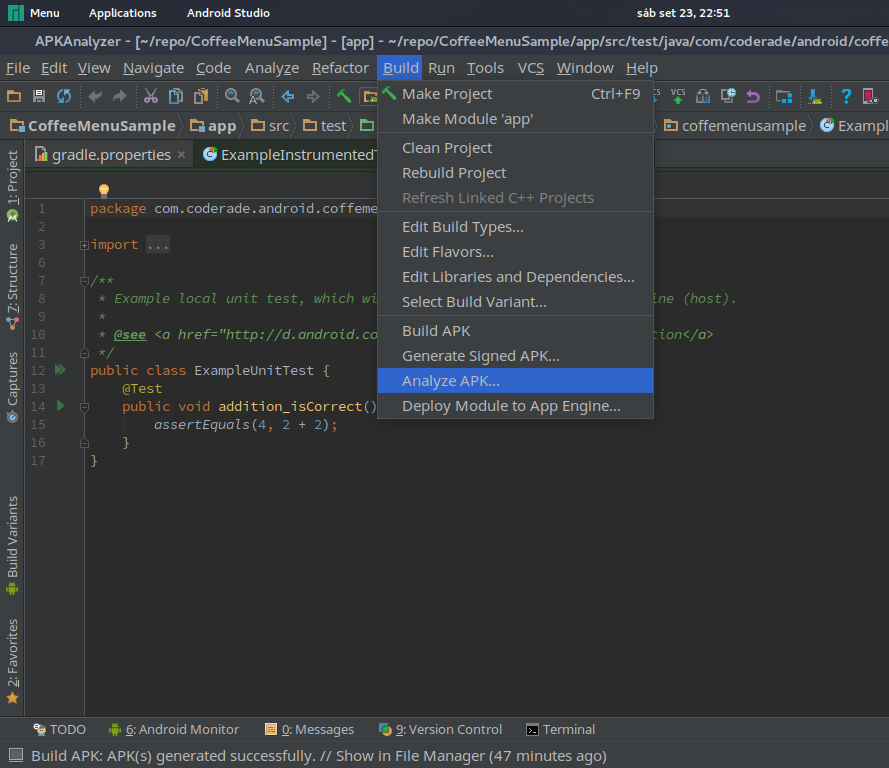 Menu Applications Android Studio sáb set 23, 22:51
APKAnalyzer - [~/repo/CoffeeMenuSample] - [app] - ~/repo/CoffeeMenuSample/app/src/test/java/com/coderade/android/coffe
File Edit View Navigate Code Analyze Refactor Build Run Tools VCS Window Help
VCS
CoffeeMenuSample app src test coffemenusample Exampl
gradle.properties × ExampleInstrumentedT
Make Project Ctrl+F9
Make Module 'app'
Clean Project
Rebuild Project
Refresh Linked C++ Projects
Edit Build Types...
Edit Flavors...
Edit Libraries and Dependencies...
Select Build Variant...
Build APK
Generate Signed APK...
Analyze APK...
Deploy Module to App Engine...
1: Project
7: Structure
Captures
Build Variants
2: Favorites
1 package com.coderade.android.coffeme
2
3 import ...
6
7 /**
8 * Example local unit test, which wi ine (host).
9 *
10 * @see <a href="http://d.android.co tion</a>
11 */
12 public class ExampleUnitTest {
13 @Test
14 public void addition_isCorrect()
15 assertEquals(4, 2 + 2);
16 }
17 }
TODO 6: Android Monitor 0: Messages 9: Version Control Terminal
Build APK: APK(s) generated successfully. // Show in File Manager (47 minutes ago)